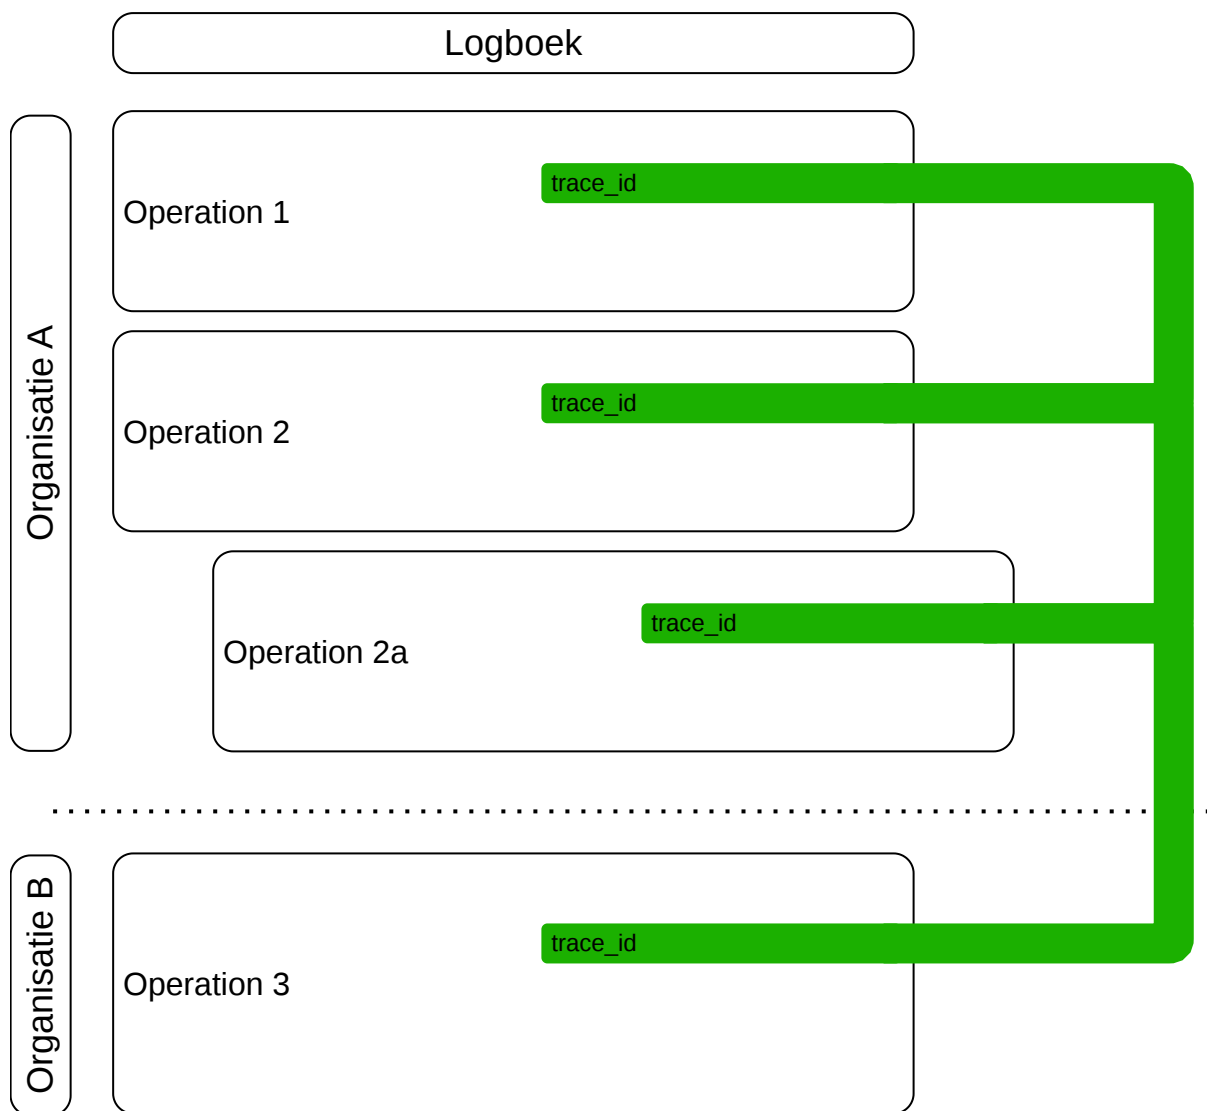 Logboek
Organisatie A
Operation 1
trace_id
Operation 2
trace_id
Operation 2a
trace_id
Organisatie B
Operation 3
trace_id